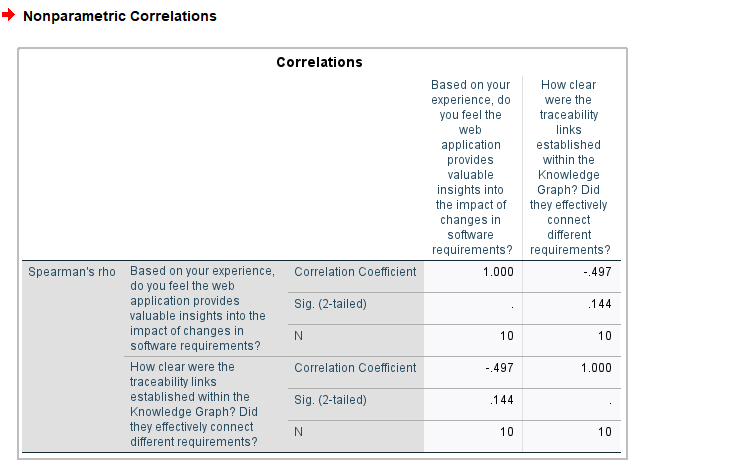 Nonparametric Correlations
Correlations
Based on your
experience, do
you feel the
web
application
provides
valuable
insights into
the impact of
changes in
software
requirements?
How clear
were the
traceability
links
established
within the
Knowledge
Graph? Did
they effectively
connect
different
requirements?
Spearman's rho
Based on your experience,
do you feel the web
application provides
valuable insights into the
impact of changes in
software requirements?
Correlation Coefficient 1.000 -.497
Sig. (2-tailed) . .144
N 10 10
How clear were the
traceability links
established within the
Knowledge Graph? Did
they effectively connect
different requirements?
Correlation Coefficient -.497 1.000
Sig. (2-tailed) .144 .
N 10 10